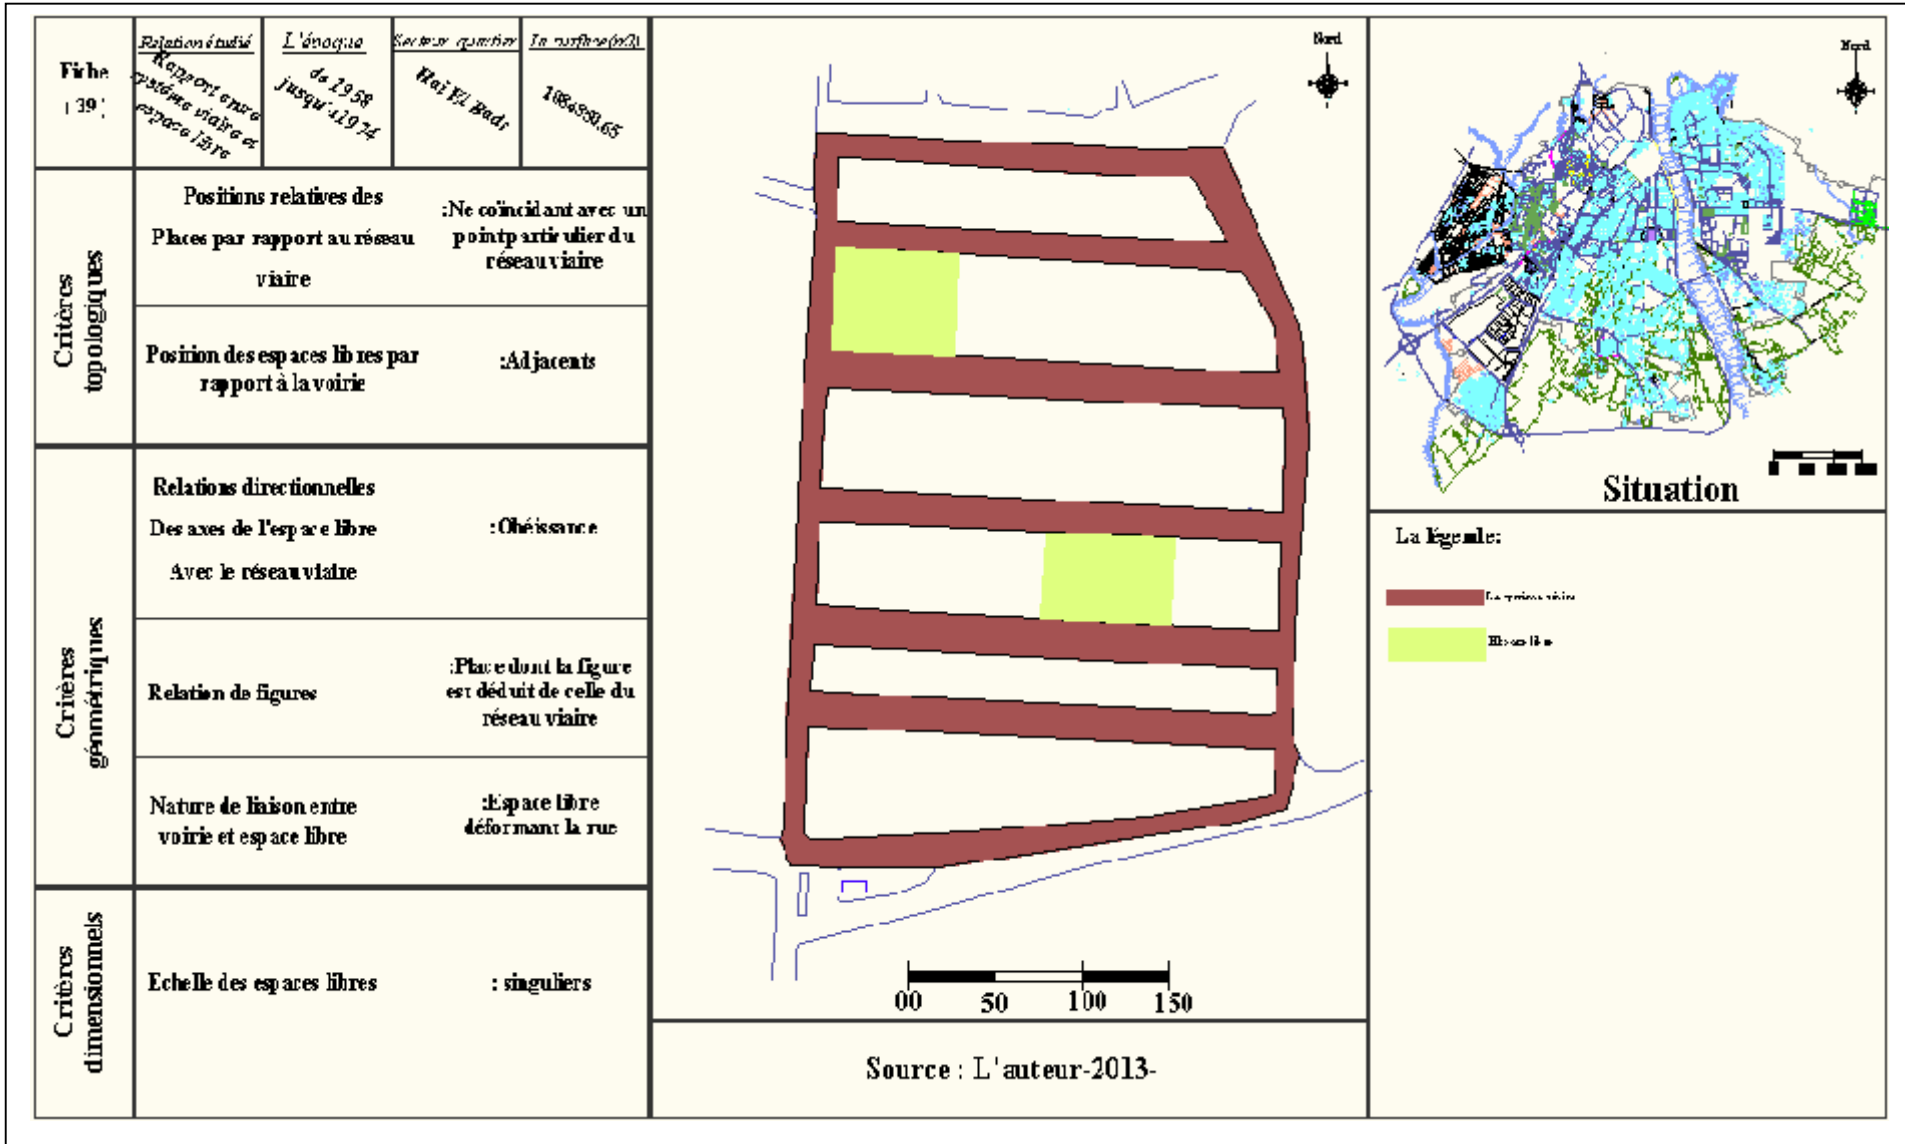 Fiche
(39)
Relation étudié
Rapport entre
système viaire et
espace libre
L'époque
de 1958
jusqu'à 1974
Secteur quartier
Hai El Badr
La surface(m2)
Positions relatives des
Places par rapport au réseau
viaire
:Ne coïncidant avec un
point particulier du
réseau viaire
Position des espaces libres par
rapport à la voirie
:Adjacents
Critères
topologiques
Relations directionnelles
Des axes de l'espace libre
Avec le réseau viaire
:Obéissance
Relation de figures
:Place dont la figure
est déduit de celle du
réseau viaire
Nature de liaison entre
voirie et espace libre
:Espace libre
déformant la rue
Critères
géométriques
Critères
dimensionnels
Echelle des espaces libres
: singuliers
Nord
00 50 100 150
Source : L'auteur-2013-
Nord
Situation
La légende:
Le système viaire
Espace libre